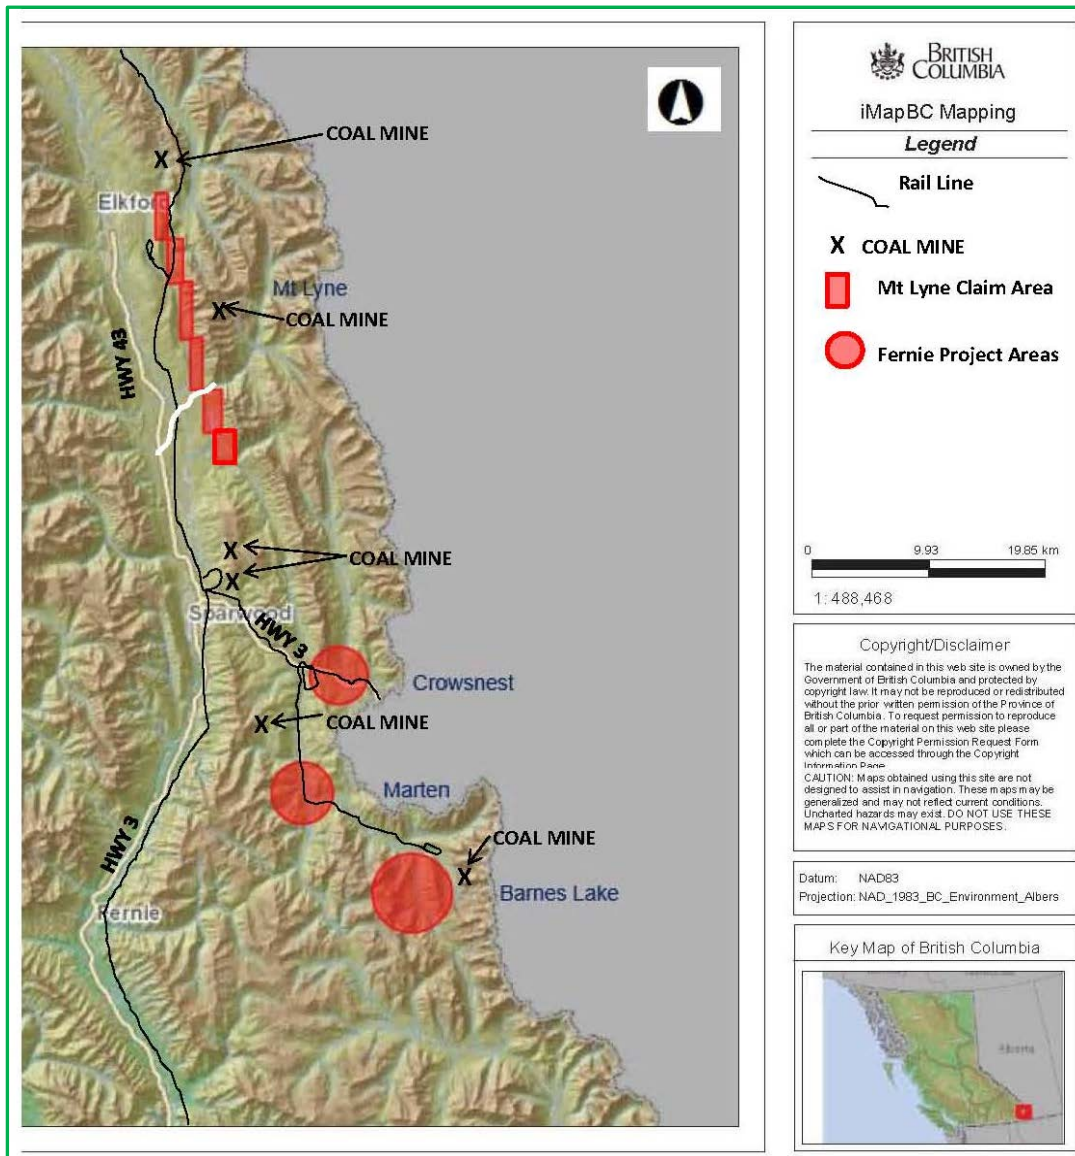 COAL MINE
Elkford
Mt Lyne
COAL MINE
HWY 43
COAL MINE
Sparwood
HWY 3
Crowsnest
COAL MINE
Marten
HWY 3
COAL MINE
Barnes Lake
Fernie
BRITISH
COLUMBIA
iMapBC Mapping
Legend
Rail Line
X COAL MINE
Mt Lyne Claim Area
Fernie Project Areas
0 9.93 19.85 km
1: 488,468
Copyright/Disclaimer
The material contained in this web site is owned by the
Government of British Columbia and protected by
copyright law. It may not be reproduced or redistributed
without the prior written permission of the Province of
British Columbia. To request permission to reproduce
all or part of the material on this web site please
complete the Copyright Permission Request Form
which can be accessed through the Copyright
Information Page.
CAUTION: Maps obtained using this site are not
designed to assist in navigation. These maps may be
generalized and may not reflect current conditions.
Uncharted hazards may exist. DO NOT USE THESE
MAPS FOR NAVIGATIONAL PURPOSES.
Datum: NAD83
Projection: NAD_1983_BC_Environment_Albers
Key Map of British Columbia
Alberta